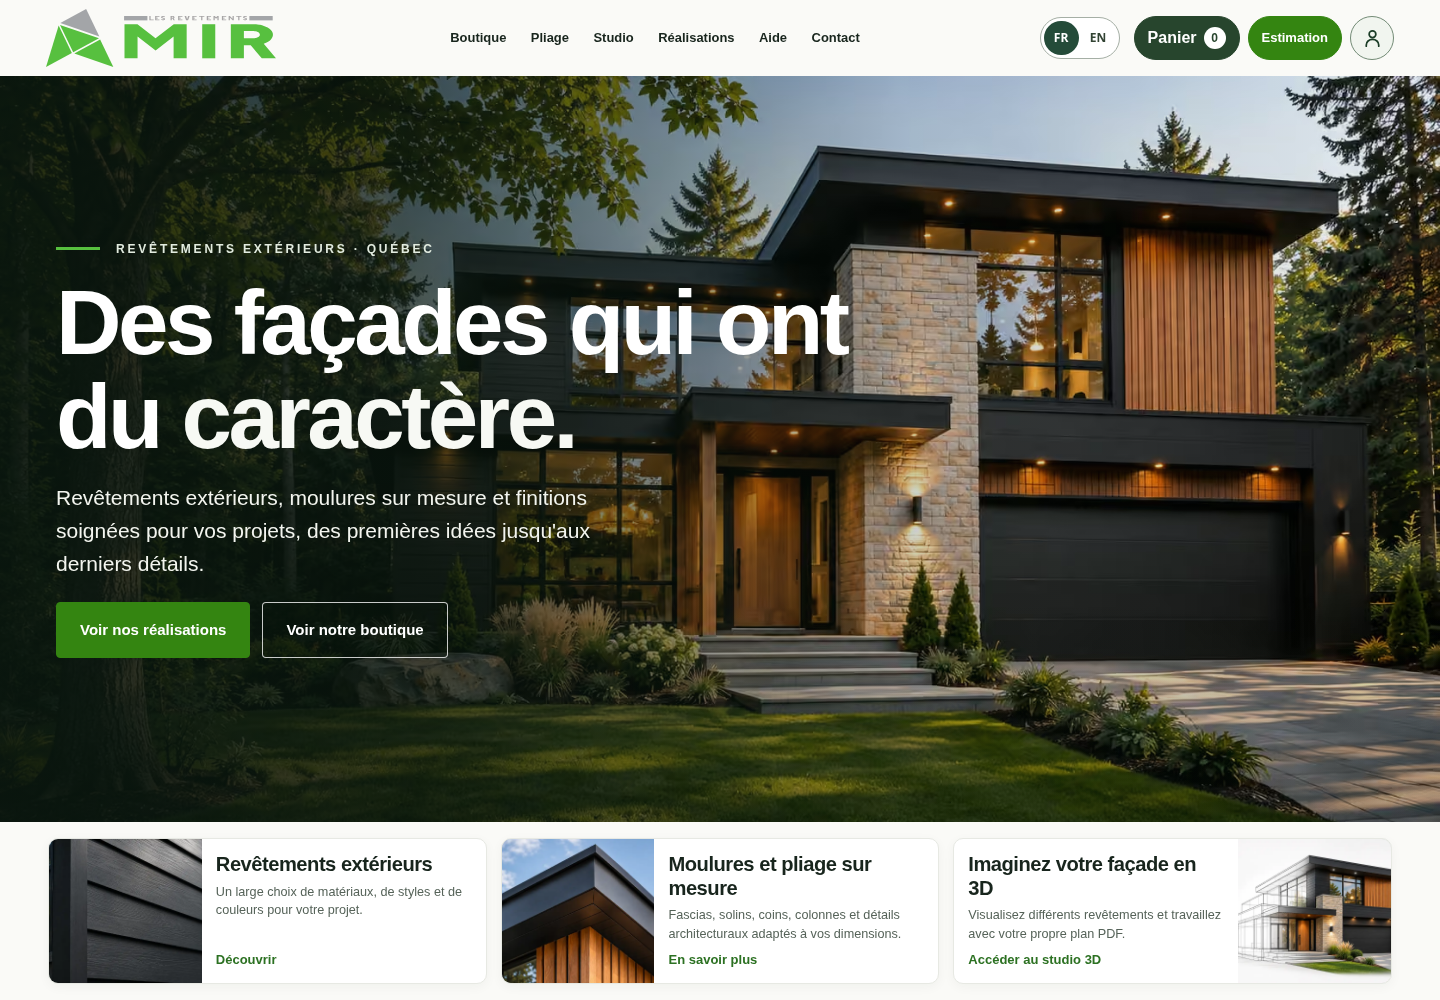 LES REVÊTEMENTS
MIR
Boutique
Pliage
Studio
Réalisations
Aide
Contact
FR
EN
Panier 0
Estimation
REVÊTEMENTS EXTÉRIEURS · QUÉBEC
Des façades qui ont
du caractère.
Revêtements extérieurs, moulures sur mesure et finitions
soignées pour vos projets, des premières idées jusqu'aux
derniers détails.
Voir nos réalisations
Voir notre boutique
Revêtements extérieurs
Un large choix de matériaux, de styles et de
couleurs pour votre projet.
Découvrir
Moulures et pliage sur
mesure
Fascias, solins, coins, colonnes et détails
architecturaux adaptés à vos dimensions.
En savoir plus
Imaginez votre façade en
3D
Visualisez différents revêtements et travaillez
avec votre propre plan PDF.
Accéder au studio 3D